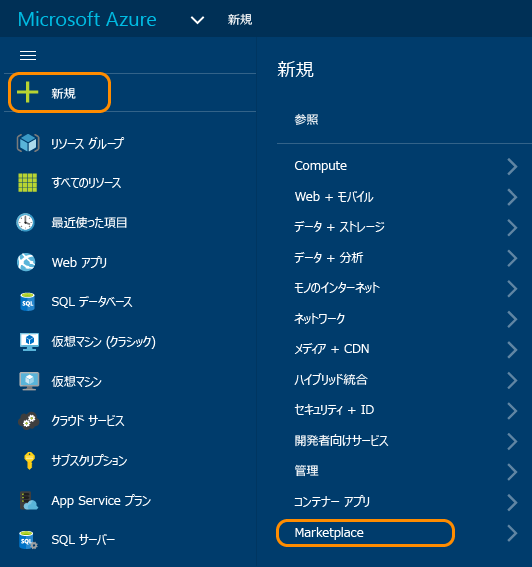 Microsoft Azure 新規
新規
リソース グループ
すべてのリソース
最近使った項目
Web アプリ
SQL データベース
仮想マシン (クラシック)
仮想マシン
クラウド サービス
サブスクリプション
App Service プラン
SQL サーバー
新規
参照
Compute
Web + モバイル
データ + ストレージ
データ + 分析
モノのインターネット
ネットワーク
メディア + CDN
ハイブリッド統合
セキュリティ + ID
開発者向けサービス
管理
コンテナー アプリ
Marketplace